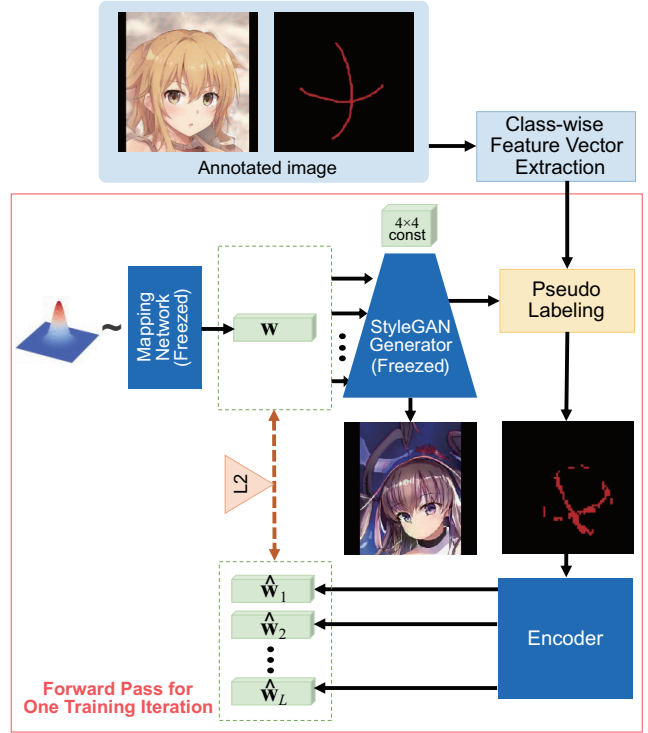 Annotated image
Class-wise
Feature Vector
Extraction
4×4
const
Mapping
Network
(Freezed)
~
w
StyleGAN
Generator
(Freezed)
Pseudo
Labeling
L2
ŵ1
ŵ2
ŵL
Encoder
Forward Pass for
One Training Iteration